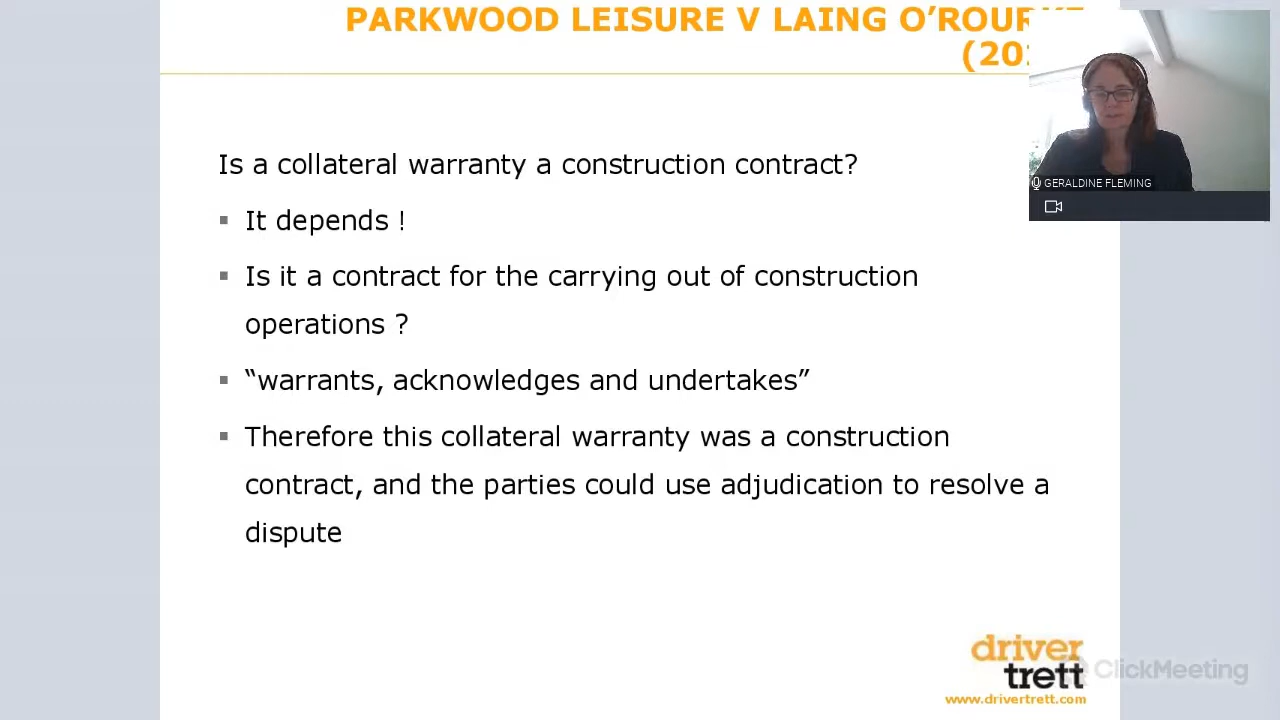 PARKWOOD LEISURE V LAING
Is a collateral warranty a construction contract?
It depends !
Is it a contract for the carrying out of construction
operations ?
“warrants, acknowledges and undertakes”
Therefore this collateral warranty was a construction
contract, and the parties could use adjudication to resolve a
dispute
GERALDINE FLEMING
driver
trett
ClickMeeting
www.drivertrett.com